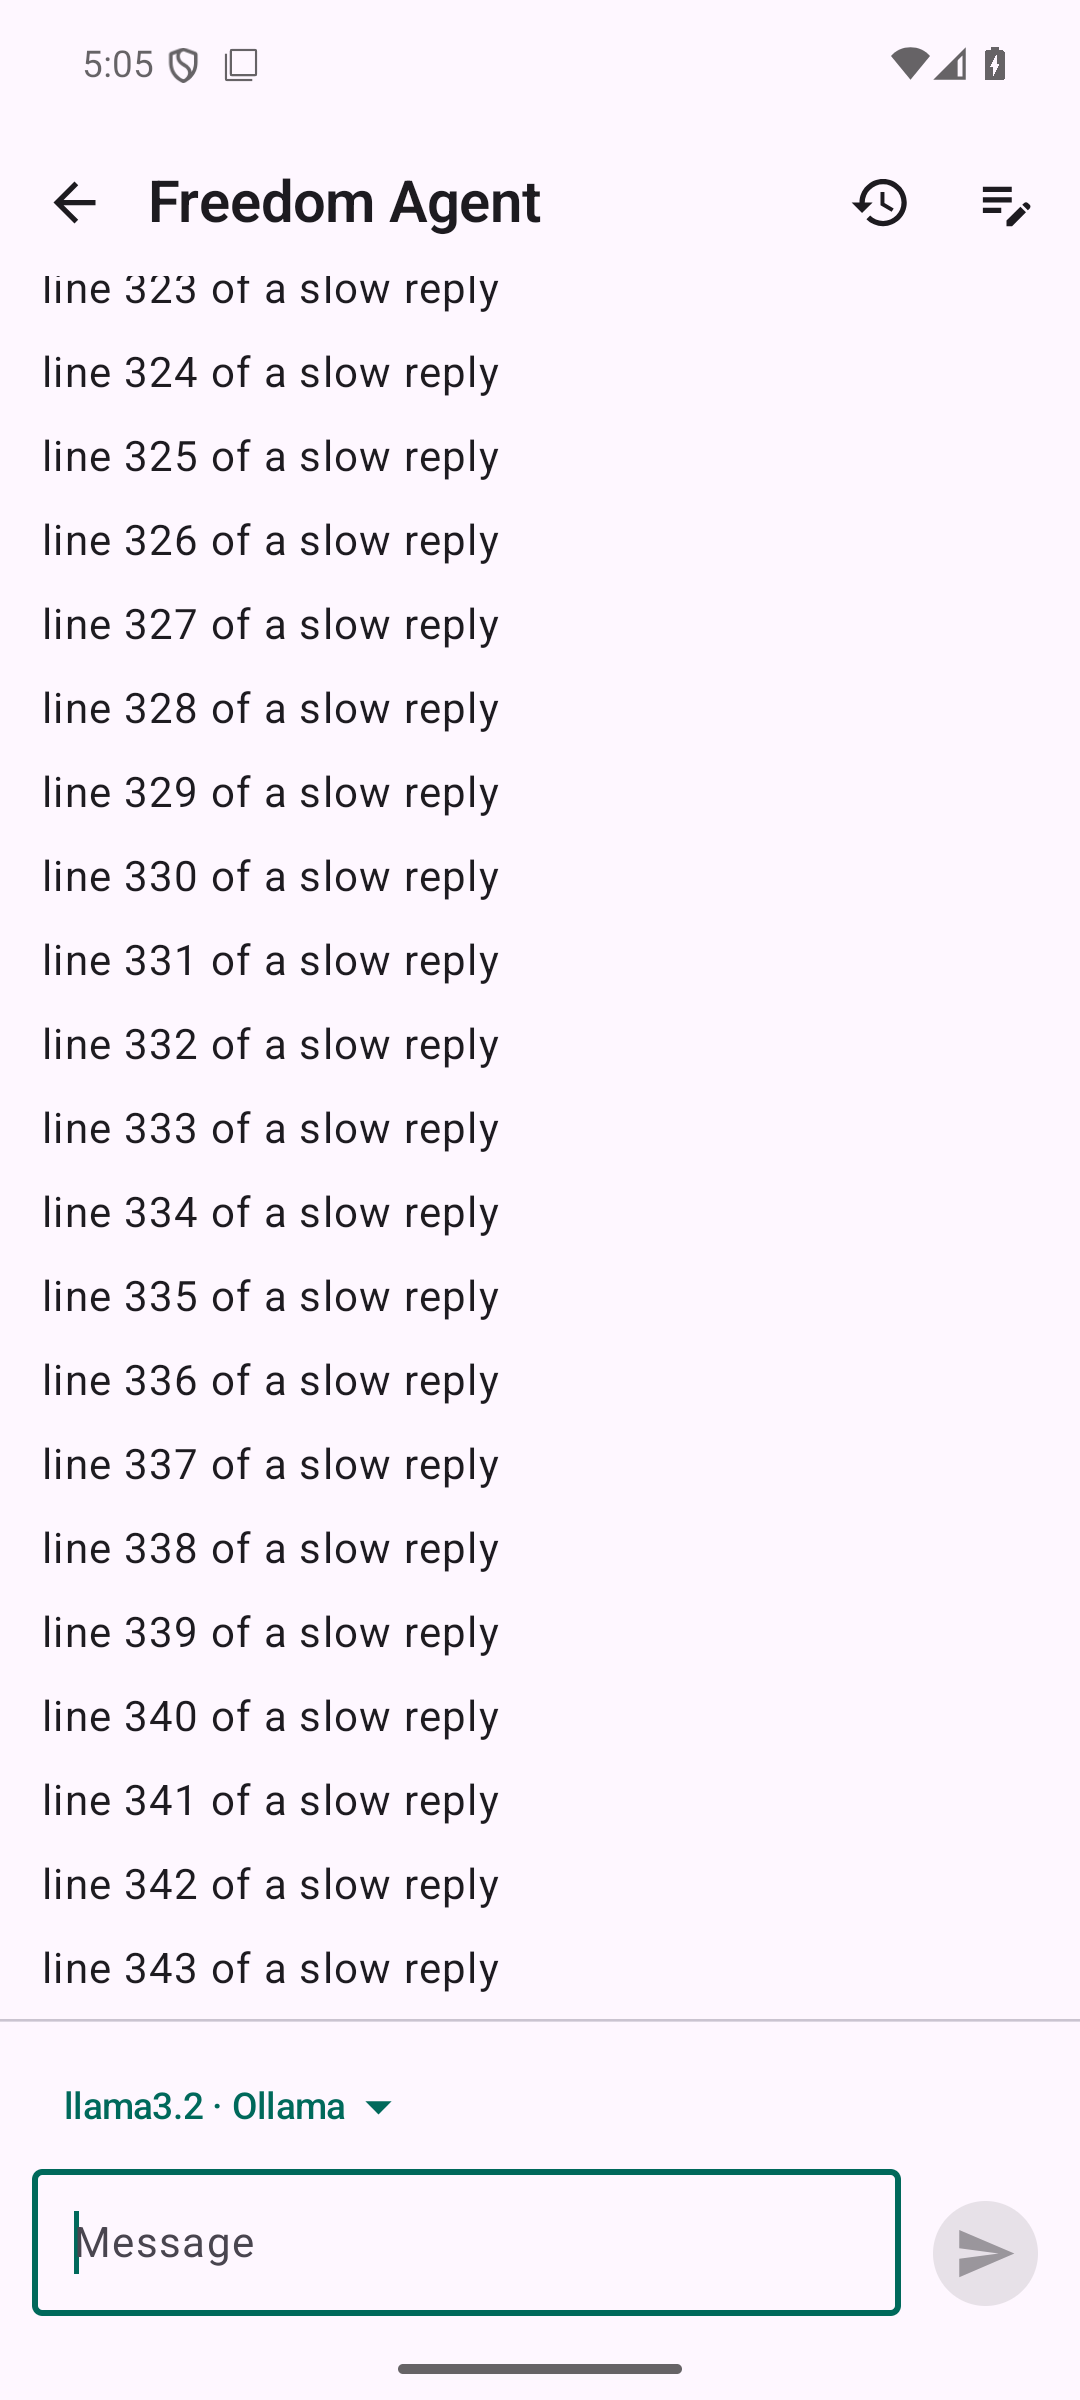 5:05
Freedom Agent
line 323 of a slow reply
line 324 of a slow reply
line 325 of a slow reply
line 326 of a slow reply
line 327 of a slow reply
line 328 of a slow reply
line 329 of a slow reply
line 330 of a slow reply
line 331 of a slow reply
line 332 of a slow reply
line 333 of a slow reply
line 334 of a slow reply
line 335 of a slow reply
line 336 of a slow reply
line 337 of a slow reply
line 338 of a slow reply
line 339 of a slow reply
line 340 of a slow reply
line 341 of a slow reply
line 342 of a slow reply
line 343 of a slow reply
llama3.2 · Ollama
Message